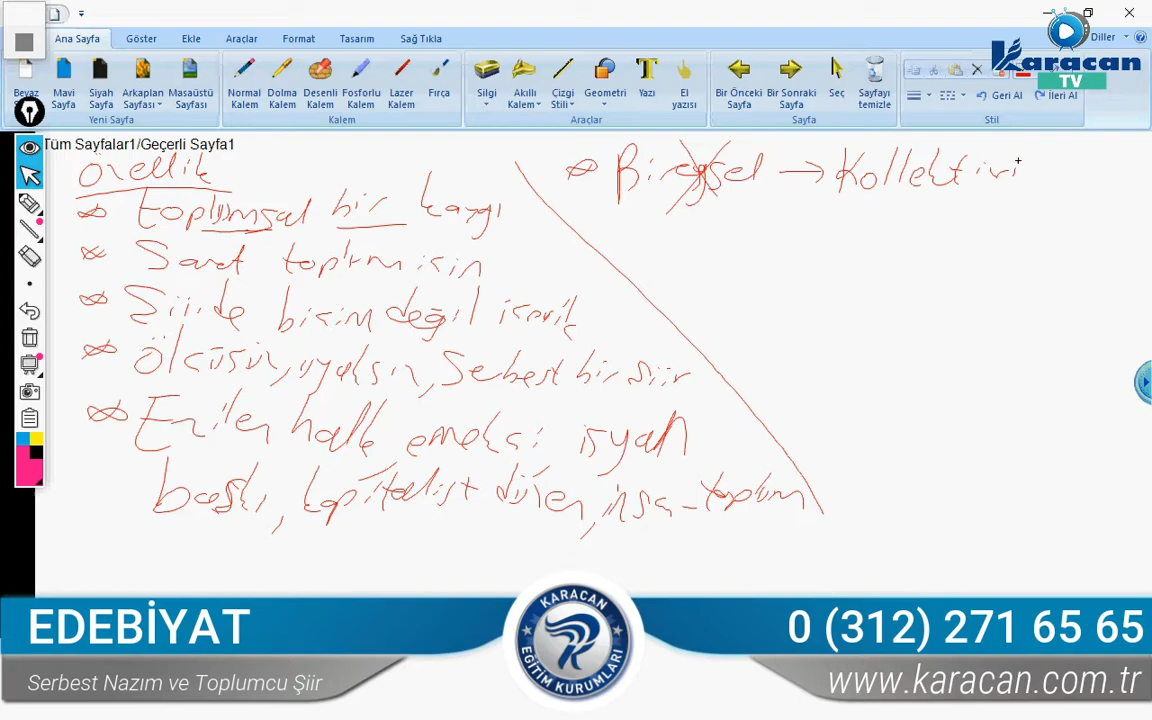 Ana Sayfa Göster Ekle Araçlar Format Tasarım Sağ Tıkla Diller
Karacan
TV
Beyaz Mavi Sayfa Siyah Sayfa Arkaplan Sayfası Masaüstü Sayfası Normal Kalem Dolma Kalem Desenli Kalem Fosforlu Kalem Lazer Kalem Fırça Silgi Akıllı Kalem Çizgi Stili Geometri Yazı El yazısı Bir Önceki Sayfa Bir Sonraki Sayfa Seç Sayfayı temizle Geri Al İleri Al
Yeni Sayfa Kalem Araçlar Sayfa Stil
Tüm Sayfalar1/Geçerli Sayfa1
özellik
toplumsal bir kaygı
Sanat toplum için
Şiirde biçim değil içerik
Ölçüsüz, uyaksız, Serbest bir şiir
Ezilen halk emekçi isyan
baskı, kapitalist düzen, insan-toplum
Bireysel → Kollektivi
EDEBİYAT
Serbest Nazım ve Toplumcu Şiir
KARACAN
EĞİTİM KURUMLARI
0 (312) 271 65 65
www.karacan.com.tr